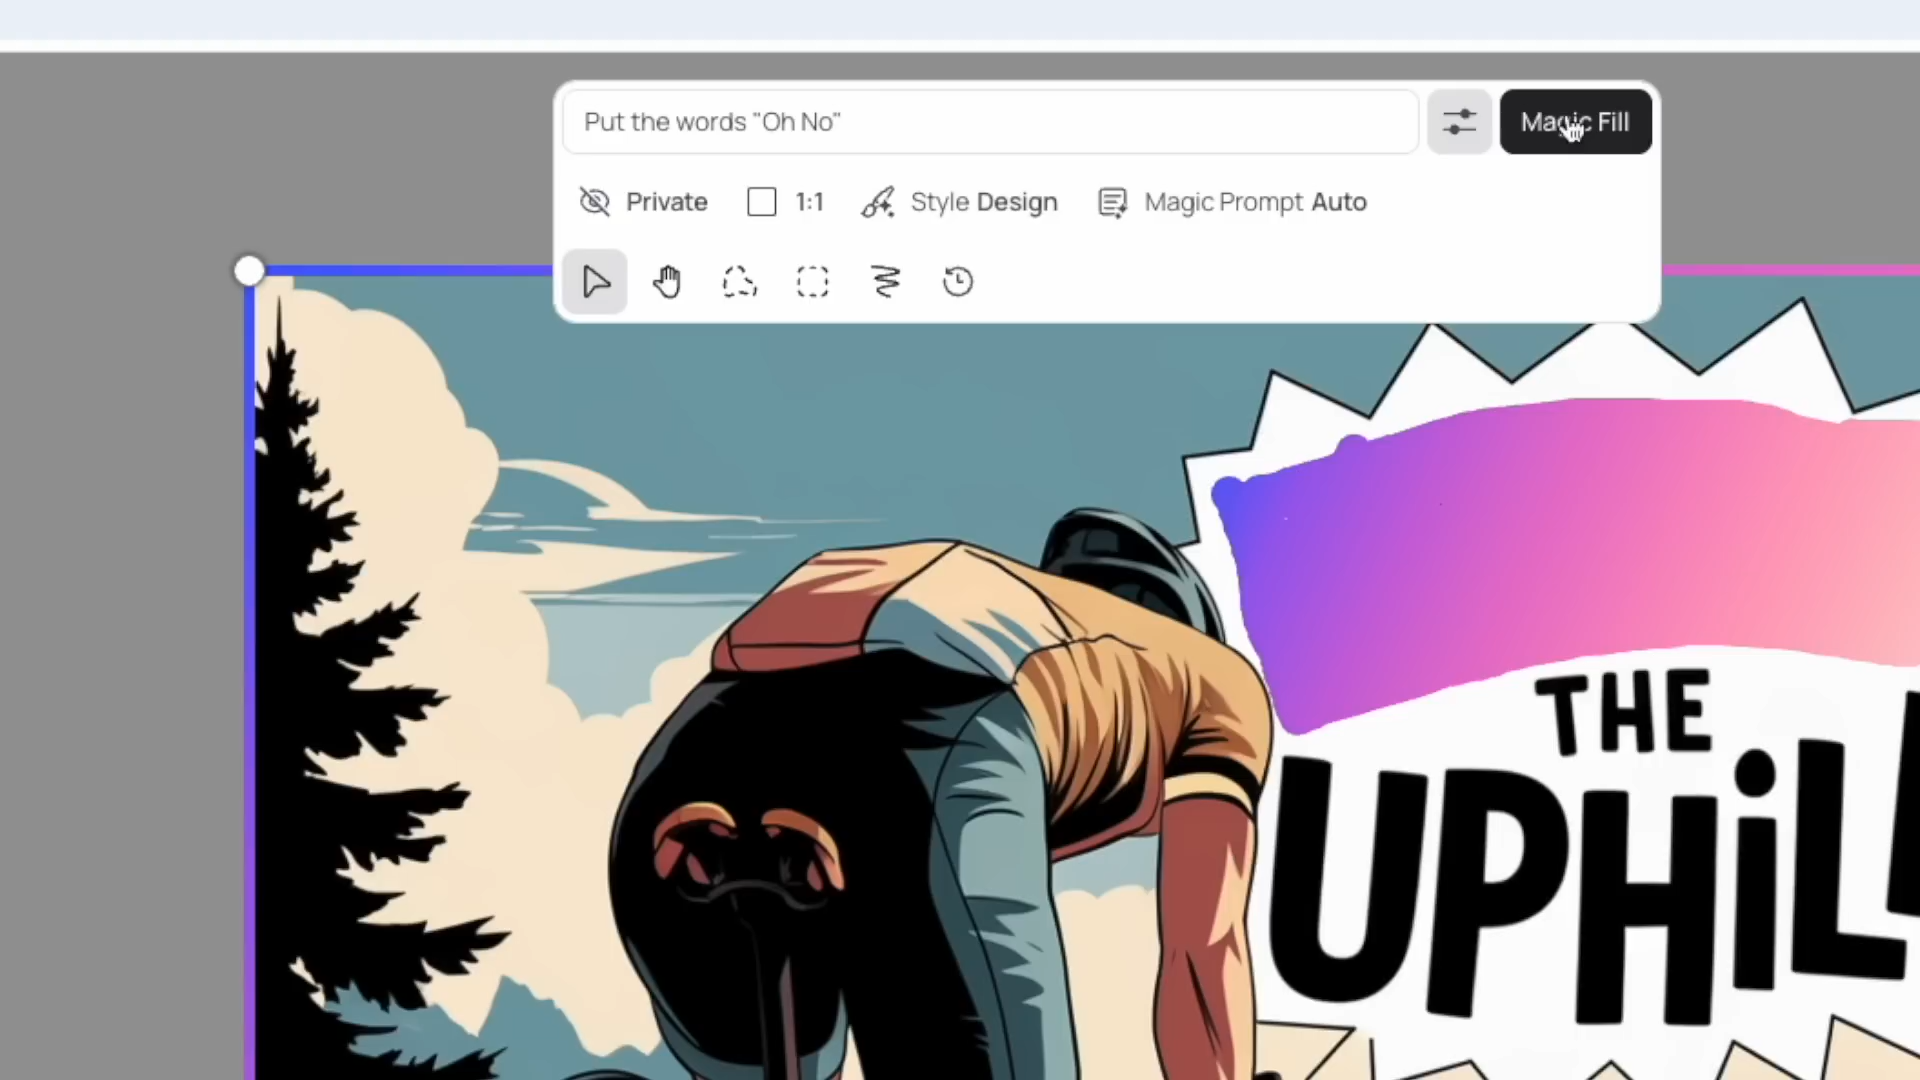 Put the words "Oh No"
Magic Fill
Private
1:1
Style Design
Magic Prompt Auto
THE
UPHiLL